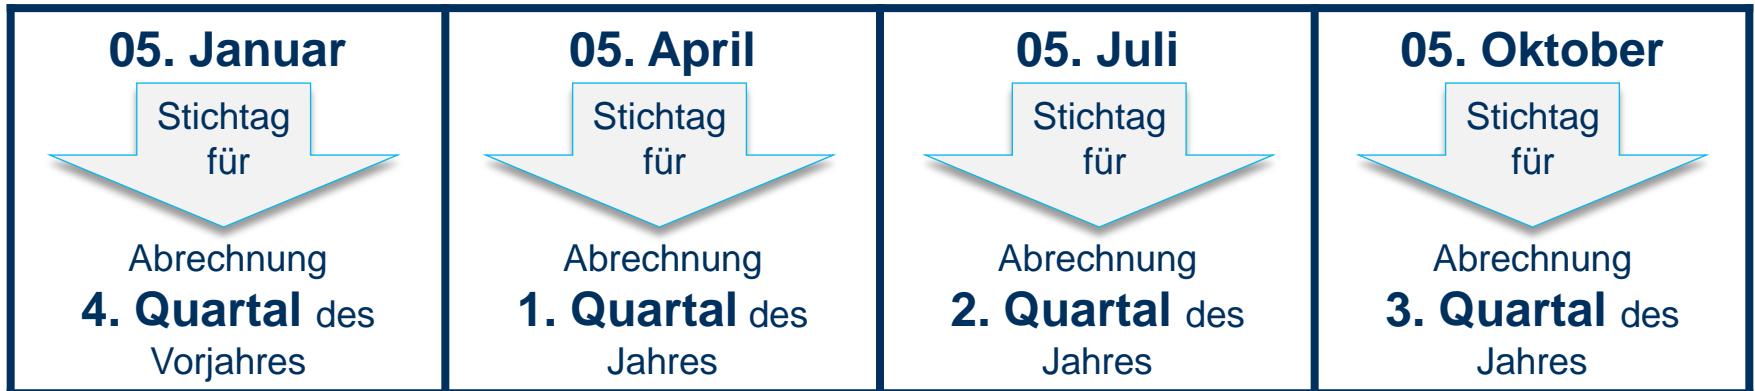 05. Januar
Stichtag
für
Abrechnung
4. Quartal des
Vorjahres
05. April
Stichtag
für
Abrechnung
1. Quartal des
Jahres
05. Juli
Stichtag
für
Abrechnung
2. Quartal des
Jahres
05. Oktober
Stichtag
für
Abrechnung
3. Quartal des
Jahres